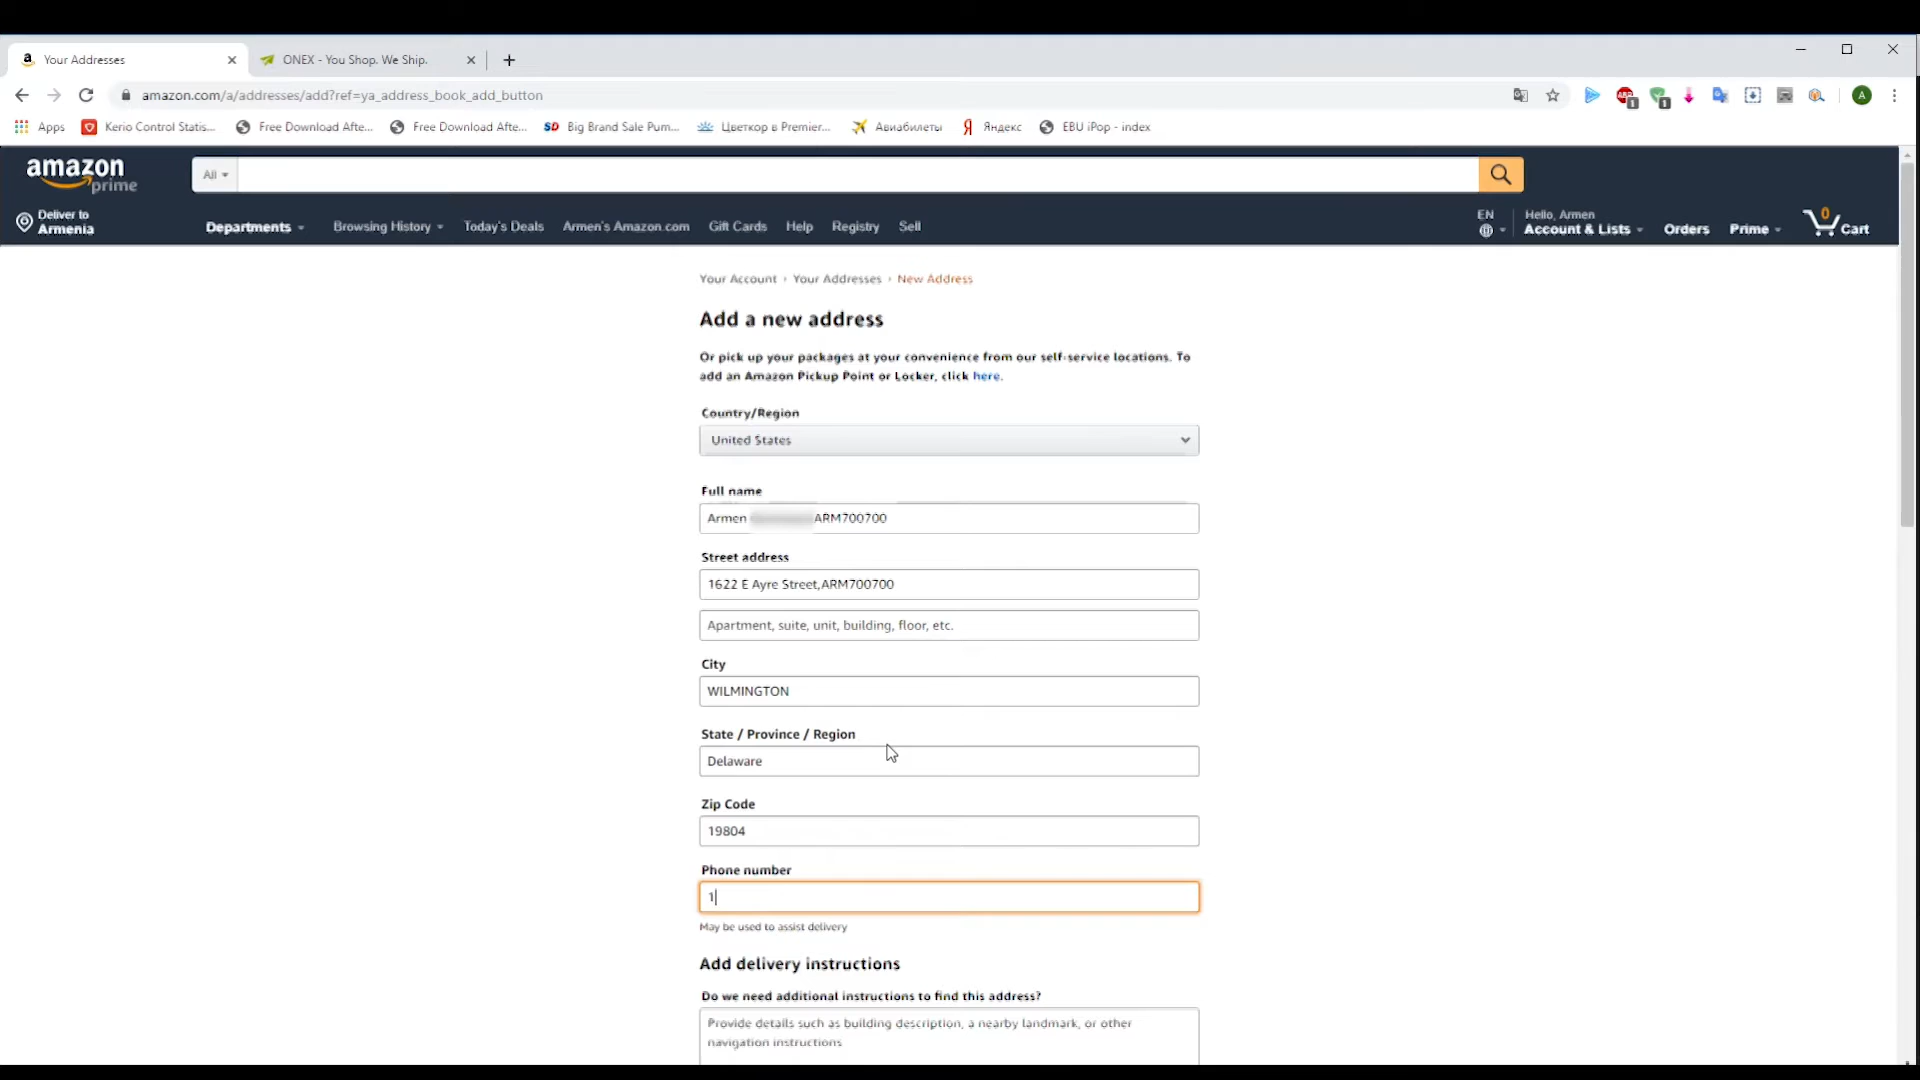 Your Addresses
ONEX - You Shop. We Ship.
amazon.com/a/addresses/add?ref=ya_address_book_add_button
Apps
Kerio Control Statis...
Free Download Afte...
Free Download Afte...
Big Brand Sale Pum...
Цветкор в Premier...
Авиабилеты
Яндекс
EBU iPop - index
amazon prime
All
Deliver to
Armenia
Departments
Browsing History
Today's Deals
Armen's Amazon.com
Gift Cards
Help
Registry
Sell
EN
Hello, Armen
Account & Lists
Orders
Prime
0
Cart
Your Account › Your Addresses › New Address
Add a new address
Or pick up your packages at your convenience from our self-service locations. To
add an Amazon Pickup Point or Locker, click here.
Country/Region
United States
Full name
Armen ARM700700
Street address
1622 E Ayre Street,ARM700700
Apartment, suite, unit, building, floor, etc.
City
WILMINGTON
State / Province / Region
Delaware
Zip Code
19804
Phone number
1
May be used to assist delivery
Add delivery instructions
Do we need additional instructions to find this address?
Provide details such as building description, a nearby landmark, or other
navigation instructions